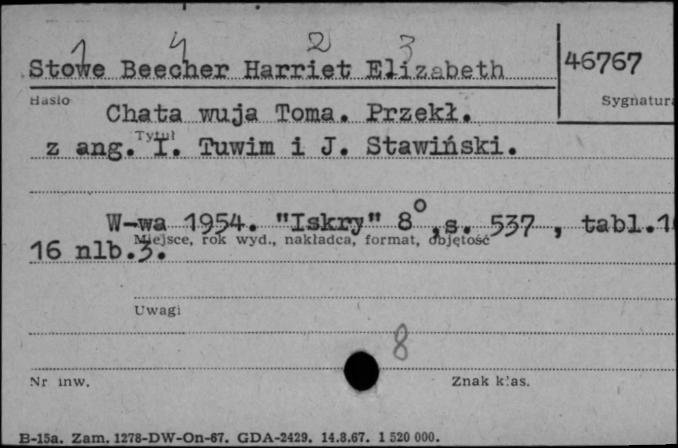 1 4 2 3
Stowe Beecher Harriet Elizabeth 46767
Hasło Sygnatura
Chata wuja Toma. Przekł.
Tytuł
z ang. I. Tuwim i J. Stawiński.
W-wa 1954. "Iskry" 8°, s. 537, tabl.
Miejsce, rok wyd., nakładca, format, objętość
16 nlb.3.
Uwagi
8
Nr inw. Znak klas.
B-15a. Zam. 1278-DW-On-67. GDA-2429. 14.8.67. 1 520 000.